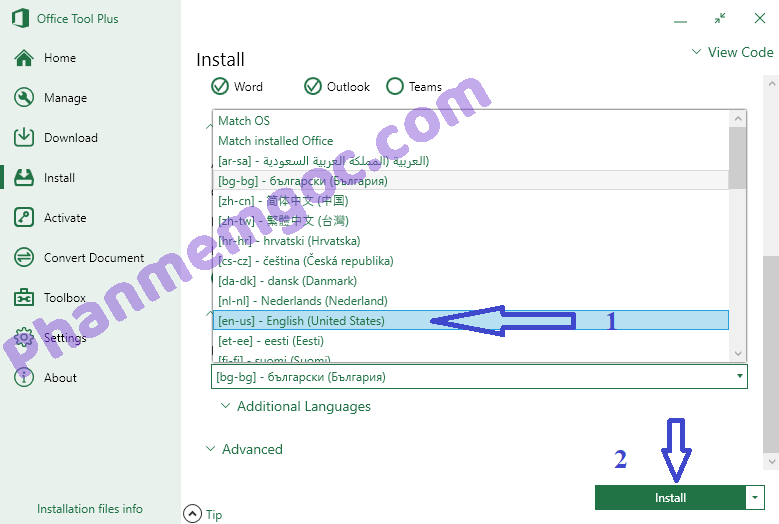 Office Tool Plus
Home
Manage
Download
Install
Activate
Convert Document
Toolbox
Settings
About
Installation files info
Install
View Code
Word Outlook Teams
Match OS
Match installed Office
[ar-sa] - العربية (المملكة العربية السعودية)
[bg-bg] - български (България)
[zh-cn] - 简体中文 (中国)
[zh-tw] - 繁體中文 (台灣)
[hr-hr] - hrvatski (Hrvatska)
[cs-cz] - čeština (Česká republika)
[da-dk] - dansk (Danmark)
[nl-nl] - Nederlands (Nederland)
[en-us] - English (United States)
1
[et-ee] - eesti (Eesti)
[fi-fi] - suomi (Suomi)
[bg-bg] - български (България)
Additional Languages
Advanced
2
Install
Tip
Phanmemgoc.com